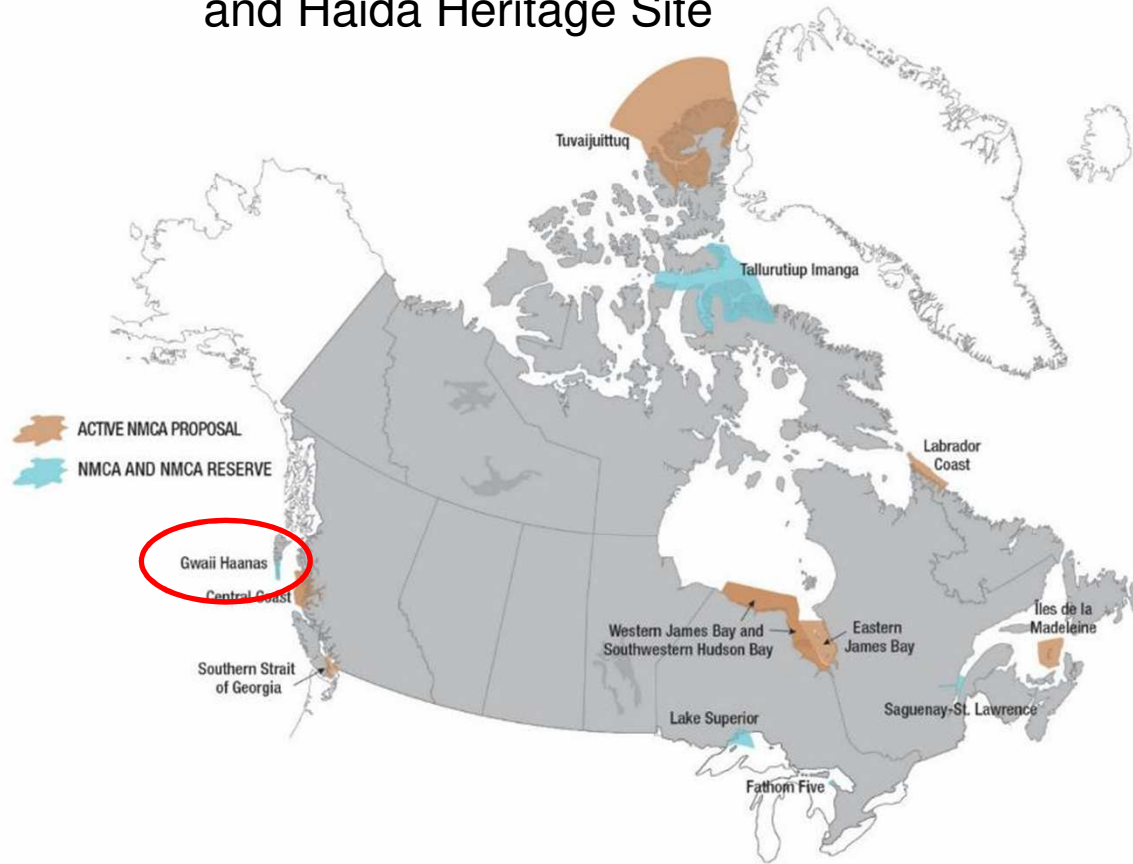 and Haida Heritage Site
Tuvaijuittuq
Tallurutiup Imanga
ACTIVE NMCA PROPOSAL
NMCA AND NMCA RESERVE
Labrador
Coast
Gwaii Haanas
Central Coast
Îles de la
Madeleine
Western James Bay and
Southwestern Hudson Bay
Eastern
James Bay
Southern Strait
of Georgia
Saguenay-St. Lawrence
Lake Superior
Fathom Five